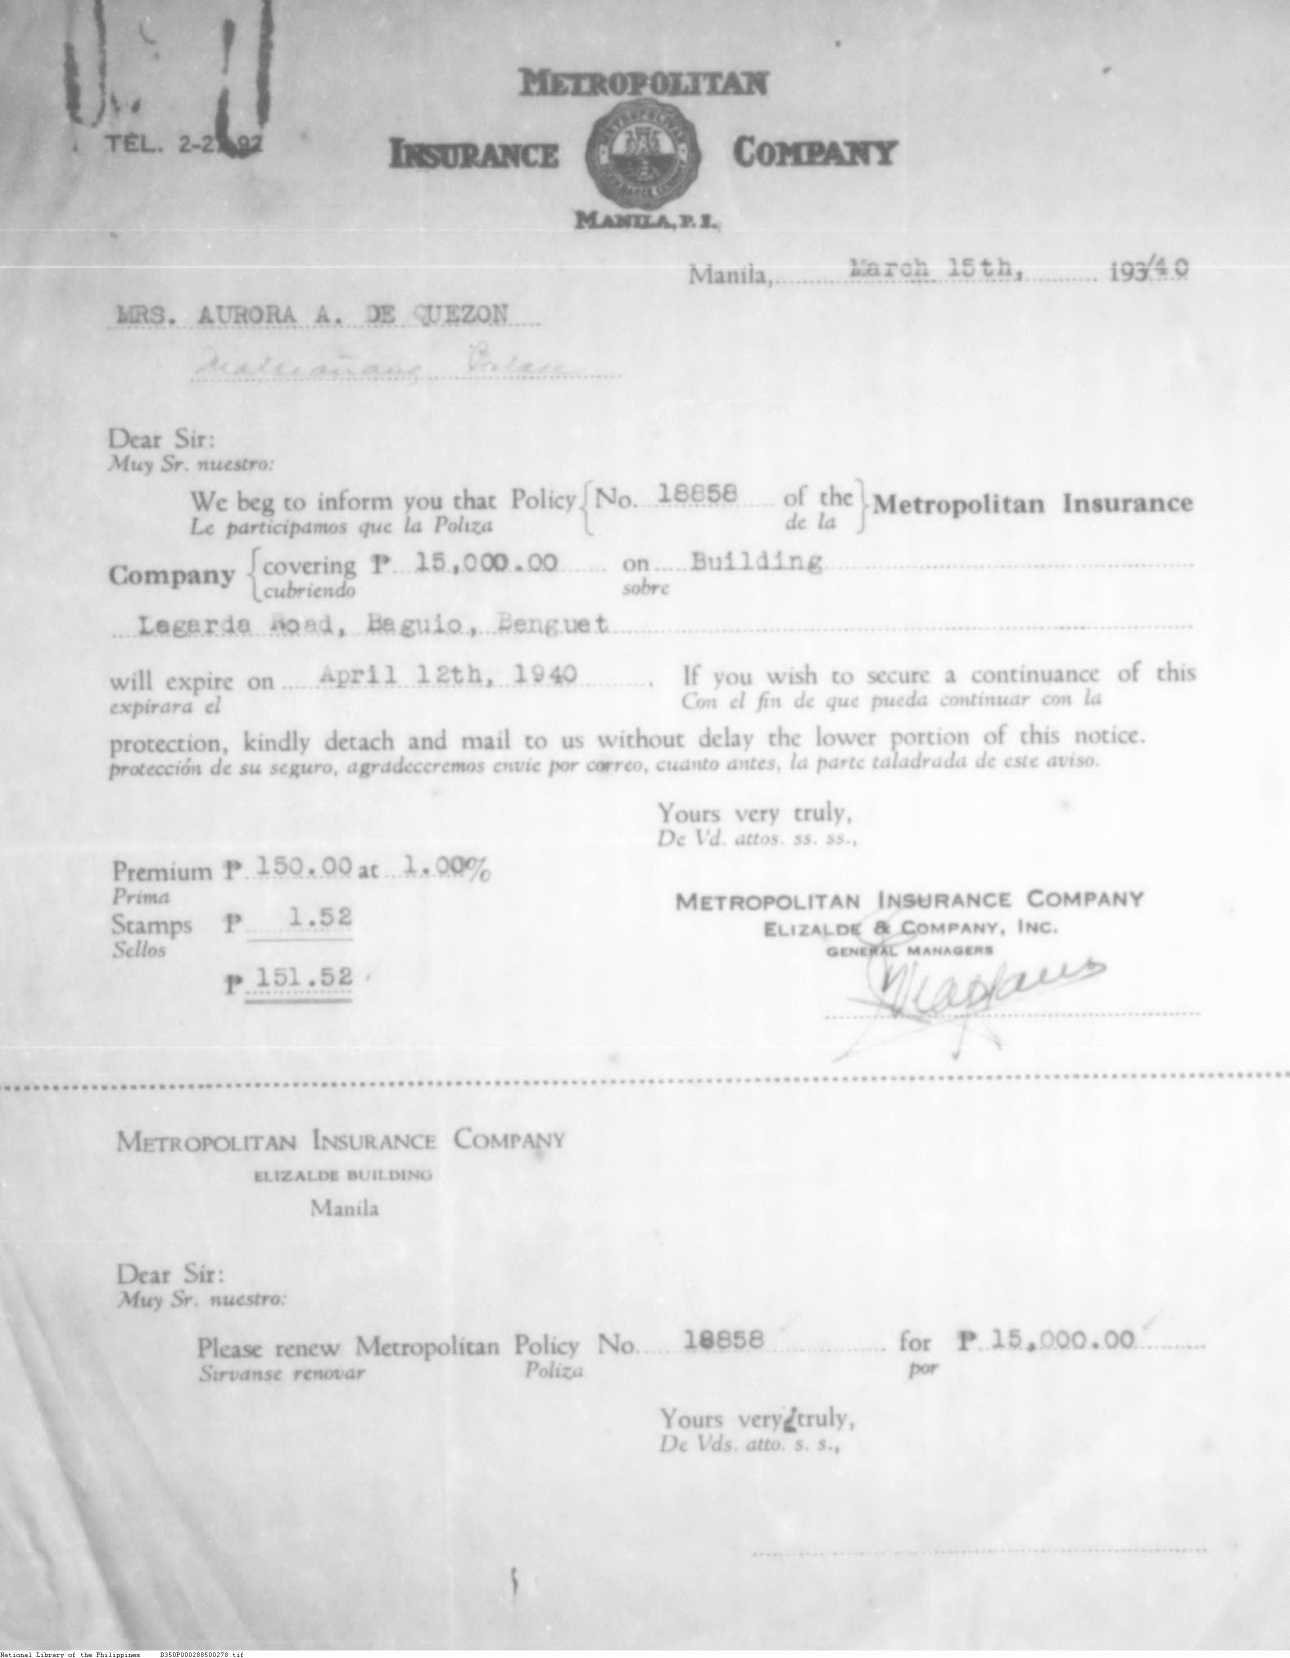 METROPOLITAN
TEL. 2-2
INSURANCE COMPANY
MANILA, P. I.
Manila, March 15th, 193/40
MRS. AURORA A. DE QUEZON
Malacañang Palace
Dear Sir:
Muy Sr. nuestro:
We beg to inform you that Policy No. 18858 of the Metropolitan Insurance
Le participamos que la Poliza de la
Company covering ₱ 15,000.00 on Building
cubriendo sobre
Legarda Road, Baguio, Benguet
will expire on April 12th, 1940. If you wish to secure a continuance of this
expirara el Con el fin de que pueda continuar con la
protection, kindly detach and mail to us without delay the lower portion of this notice.
protección de su seguro, agradeceremos envie por correo, cuanto antes, la parte taladrada de este aviso.
Yours very truly,
De Vd. attos. ss. ss.,
Premium ₱ 150.00 at 1.00%
Prima
METROPOLITAN INSURANCE COMPANY
Stamps ₱ 1.52
Sellos
ELIZALDE & COMPANY, INC.
GENERAL MANAGERS
₱ 151.52
METROPOLITAN INSURANCE COMPANY
ELIZALDE BUILDING
Manila
Dear Sir:
Muy Sr. nuestro:
Please renew Metropolitan Policy No. 18858 for ₱ 15,000.00
Sirvanse renovar Poliza por
Yours very truly,
De Vds. atto. s. s.,
National Library of the Philippines B350P000288500278.tif